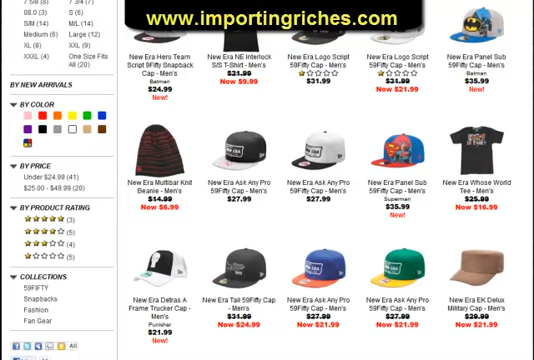 www.importingriches.com
7 5/8 (8) 7 3/4 (7)
08.0 (3) S (6)
S/M (14) M/L (14)
Medium (6) Large (12)
XL (8) XXL (9)
XXXL (4) One Size Fits All (20)
BY NEW ARRIVALS
BY COLOR
BY PRICE
Under $24.99 (41)
$25.00 - $49.99 (20)
BY PRODUCT RATING
(3)
(5)
(4)
(5)
COLLECTIONS
59FIFTY
Snapbacks
Fashion
Fan Gear
All
New Era Hero Team
Script 9Fifty Snapback
Cap - Men's
Batman
$24.99
New!
New Era NE Interlock
S/S T-Shirt - Men's
$21.99
Now $9.99
New Era Logo Script
59Fifty Cap - Men's
$31.99
New Era Logo Script
59Fifty Cap - Men's
$31.99
Now $21.99
New Era Panel Sub
59Fifty Cap - Men's
Batman
$35.99
New!
New Era Multibar Knit
Beanie - Men's
$14.99
Now $6.99
New Era Ask Any Pro
59Fifty Cap - Men's
$27.99
New Era Ask Any Pro
59Fifty Cap - Men's
$27.99
New Era Panel Sub
59Fifty Cap - Men's
Superman
$35.99
New!
New Era Whose World
Tee - Men's
$25.99
Now $16.99
New Era Detras A
Frame Trucker Cap -
Men's
Punisher
$21.99
New!
New Era Tall 59Fifty Cap
- Men's
$31.99
Now $24.99
New Era Ask Any Pro
59Fifty Cap - Men's
$27.99
Now $21.99
New Era Ask Any Pro
59Fifty Cap - Men's
$27.99
Now $21.99
New Era EK Delux
Military Cap - Men's
$29.99
Now $21.99